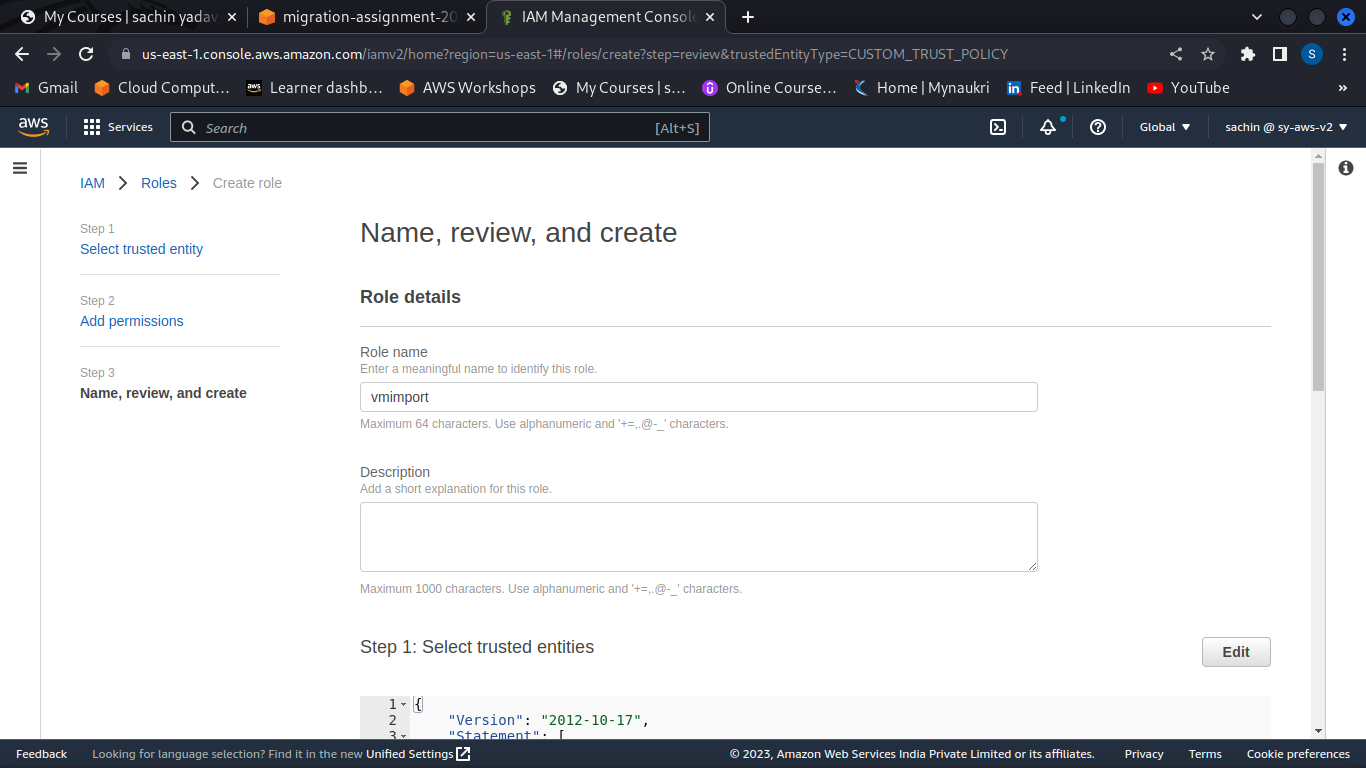 My Courses | sachin yadav
migration-assignment-20
IAM Management Console
us-east-1.console.aws.amazon.com/iamv2/home?region=us-east-1#/roles/create?step=review&trustedEntityType=CUSTOM_TRUST_POLICY
S
Gmail
Cloud Comput...
aws
Learner dashb...
AWS Workshops
My Courses | s...
Online Course...
Home | Mynaukri
Feed | LinkedIn
YouTube
»
aws
Services
Search
[Alt+S]
Global
sachin @ sy-aws-v2
IAM
Roles
Create role
Step 1
Select trusted entity
Step 2
Add permissions
Step 3
Name, review, and create
Name, review, and create
Role details
Role name
Enter a meaningful name to identify this role.
vmimport
Maximum 64 characters. Use alphanumeric and '+=,.@-_' characters.
Description
Add a short explanation for this role.
Maximum 1000 characters. Use alphanumeric and '+=,.@-_' characters.
Step 1: Select trusted entities
Edit
1 {
2 "Version": "2012-10-17",
3 "Statement": [
Feedback
Looking for language selection? Find it in the new Unified Settings
© 2023, Amazon Web Services India Private Limited or its affiliates.
Privacy
Terms
Cookie preferences